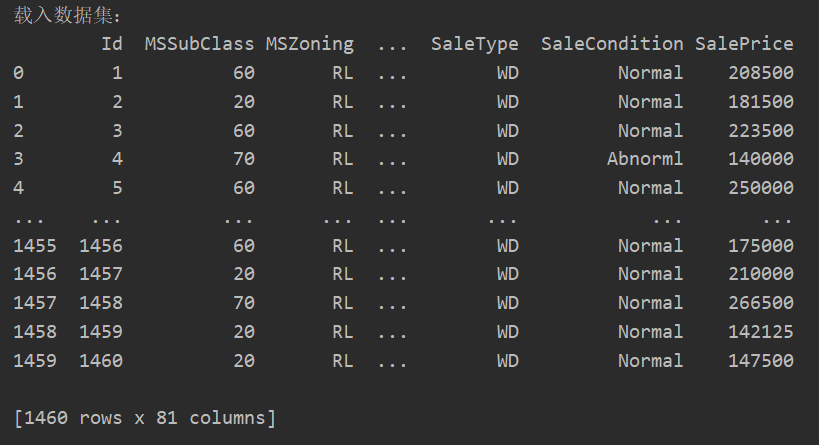 载入数据集：
Id MSSubClass MSZoning ... SaleType SaleCondition SalePrice
0 1 60 RL ... WD Normal 208500
1 2 20 RL ... WD Normal 181500
2 3 60 RL ... WD Normal 223500
3 4 70 RL ... WD Abnorml 140000
4 5 60 RL ... WD Normal 250000
... ... ... ... ... ... ... ...
1455 1456 60 RL ... WD Normal 175000
1456 1457 20 RL ... WD Normal 210000
1457 1458 70 RL ... WD Normal 266500
1458 1459 20 RL ... WD Normal 142125
1459 1460 20 RL ... WD Normal 147500
[1460 rows x 81 columns]